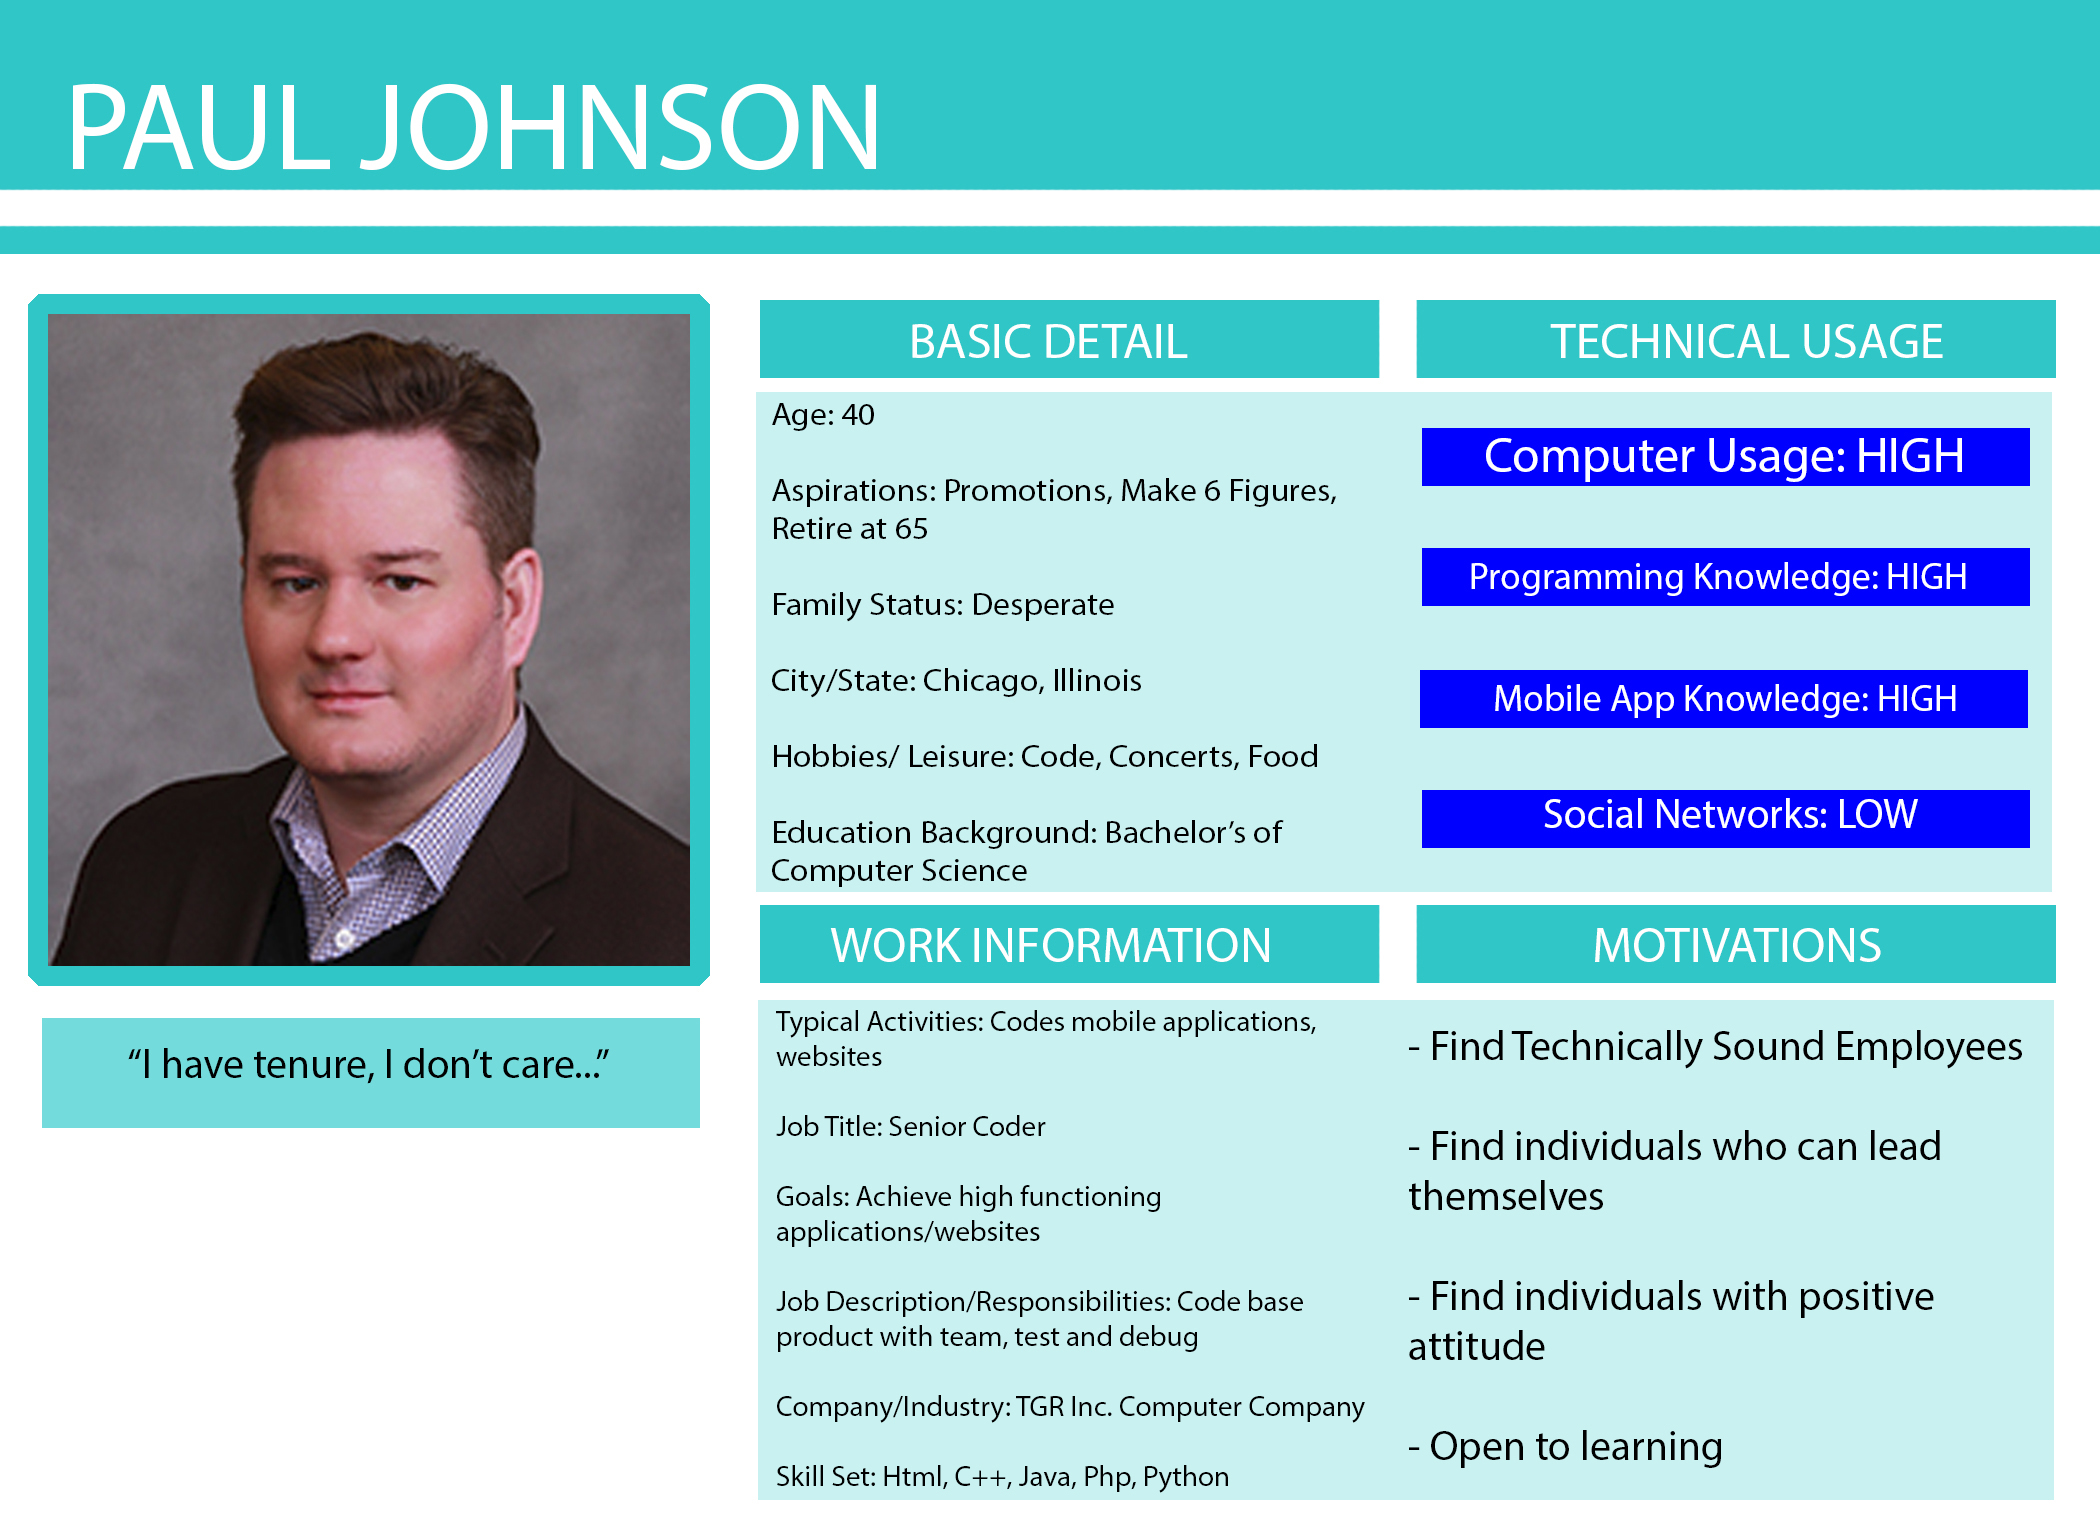 PAUL JOHNSON
BASIC DETAIL
Age: 40
Aspirations: Promotions, Make 6 Figures,
Retire at 65
Family Status: Desperate
City/State: Chicago, Illinois
Hobbies/ Leisure: Code, Concerts, Food
Education Background: Bachelor’s of
Computer Science
TECHNICAL USAGE
Computer Usage: HIGH
Programming Knowledge: HIGH
Mobile App Knowledge: HIGH
Social Networks: LOW
“I have tenure, I don’t care...”
WORK INFORMATION
Typical Activities: Codes mobile applications,
websites
Job Title: Senior Coder
Goals: Achieve high functioning
applications/websites
Job Description/Responsibilities: Code base
product with team, test and debug
Company/Industry: TGR Inc. Computer Company
Skill Set: Html, C++, Java, Php, Python
MOTIVATIONS
- Find Technically Sound Employees
- Find individuals who can lead
themselves
- Find individuals with positive
attitude
- Open to learning